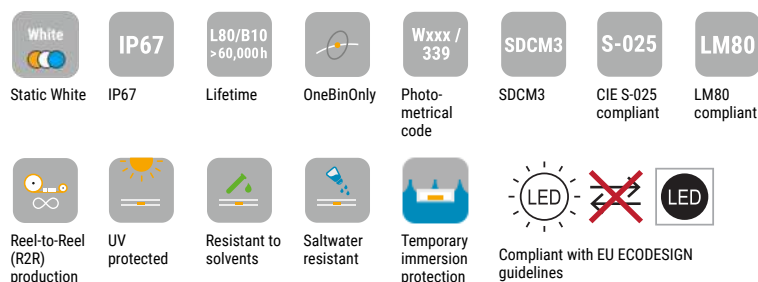 White
IP67
L80/B10
>60,000 h
Wxxx /
339
SDCM3
S-025
LM80
Static White
IP67
Lifetime
OneBinOnly
Photo-
metrical
code
SDCM3
CIE S-025
compliant
LM80
compliant
LED
LED
Reel-to-Reel
(R2R)
production
UV
protected
Resistant to
solvents
Saltwater
resistant
Temporary
immersion
protection
Compliant with EU ECODESIGN
guidelines